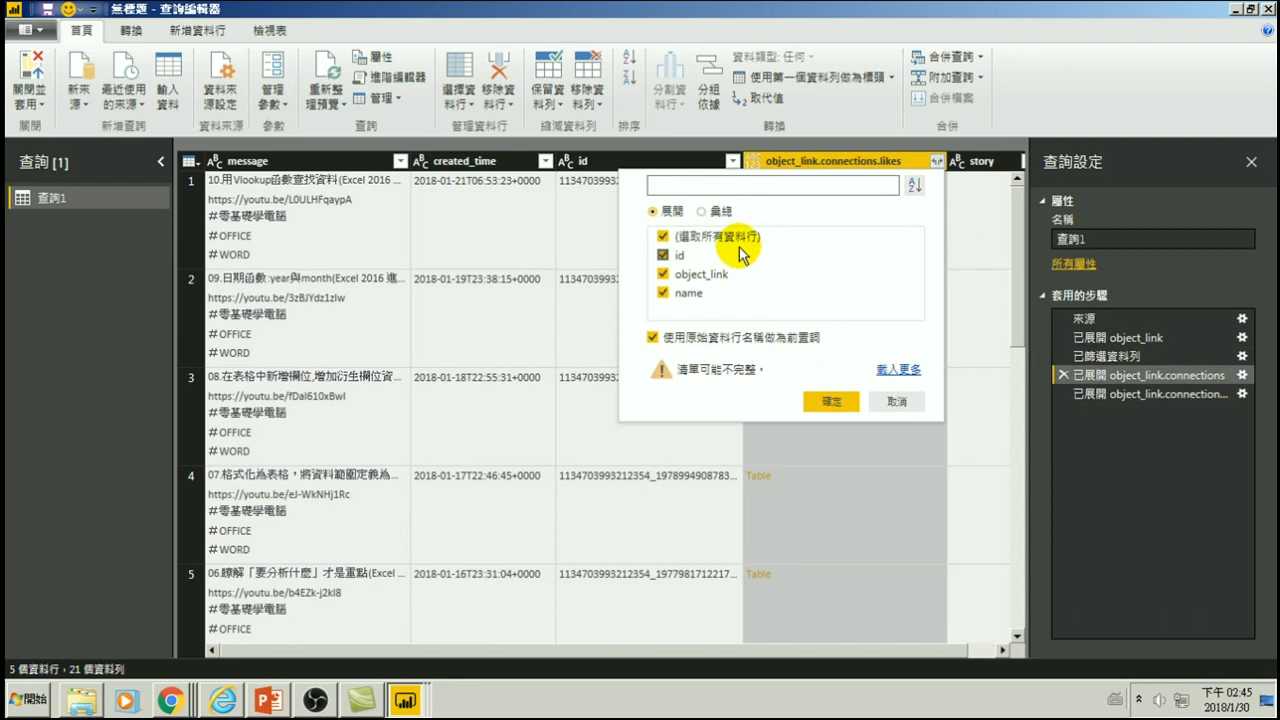 無標題 - 查詢編輯器
首頁 轉換 新增資料行 檢視表
關閉並套用 新來源 最近使用的來源 輸入資料 資料來源設定 管理參數 重新整理預覽 屬性 進階編輯器 管理 選擇資料行 移除資料行 保留資料列 移除資料列 分割資料行 分組依據 資料類型: 任何 使用第一個資料列做為標頭 取代值 合併查詢 附加查詢 合併檔案
關閉 新增查詢 資料來源 參數 查詢 管理資料行 縮減資料列 排序 轉換 合併
查詢 [1]
查詢1
message created_time id object_link.connections.likes story
1 10.用Vlookup函數查找資料(Excel 2016 ... 2018-01-21T06:53:23+0000
https://youtu.be/L0ULHFqaypA
#零基礎學電腦
#OFFICE
#WORD
2 09.日期函數:year與month(Excel 2016 進... 2018-01-19T23:38:15+0000
https://youtu.be/3zBJYdz1zIw
#零基礎學電腦
#OFFICE
#WORD
3 08.在表格中新增欄位,增加衍生欄位資... 2018-01-18T22:55:31+0000
https://youtu.be/fDal610xBwI
#零基礎學電腦
#OFFICE
#WORD
4 07.格式化為表格,將資料範圍定義為... 2018-01-17T22:46:45+0000 1134703993212354_1978994908783... Table
https://youtu.be/eJ-WkNHj1Rc
#零基礎學電腦
#OFFICE
#WORD
5 06.瞭解「要分析什麼」才是重點(Excel ... 2018-01-16T23:31:04+0000 1134703993212354_1977981712217... Table
https://youtu.be/b4EZk-j2kI8
#零基礎學電腦
#OFFICE
展開 彙總
(選取所有資料行)
id
object_link
name
使用原始資料行名稱做為前置詞
清單可能不完整。 載入更多
確定 取消
查詢設定
屬性
名稱
查詢1
所有屬性
套用的步驟
來源
已展開 object_link
已篩選資料列
已展開 object_link.connections
已展開 object_link.connection...
5 個資料行,21 個資料列
開始
下午 02:45
2018/1/30